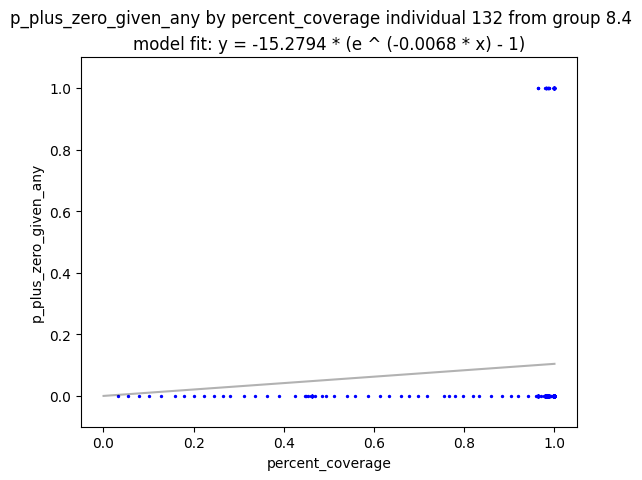 p_plus_zero_given_any by percent_coverage individual 132 from group 8.4
model fit: y = -15.2794 * (e ^ (-0.0068 * x) - 1)
1.0
0.8
0.6
0.4
0.2
0.0
p_plus_zero_given_any
0.0 0.2 0.4 0.6 0.8 1.0
percent_coverage